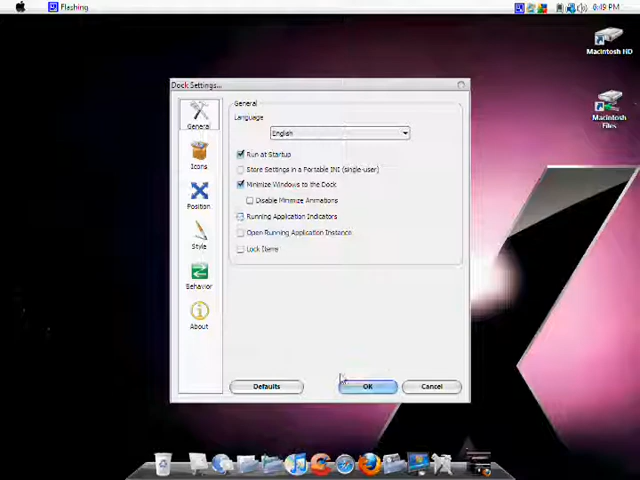 Flashing
6:49 PM
Macintosh HD
Macintosh
Files
Dock Settings...
General
Icons
Position
Style
Behavior
About
General
Language
English
Run at Startup
Store Settings in a Portable INI (single-user)
Minimize Windows to the Dock
Disable Minimize Animations
Running Application Indicators
Open Running Application Instance
Lock Items
Defaults
OK
Cancel